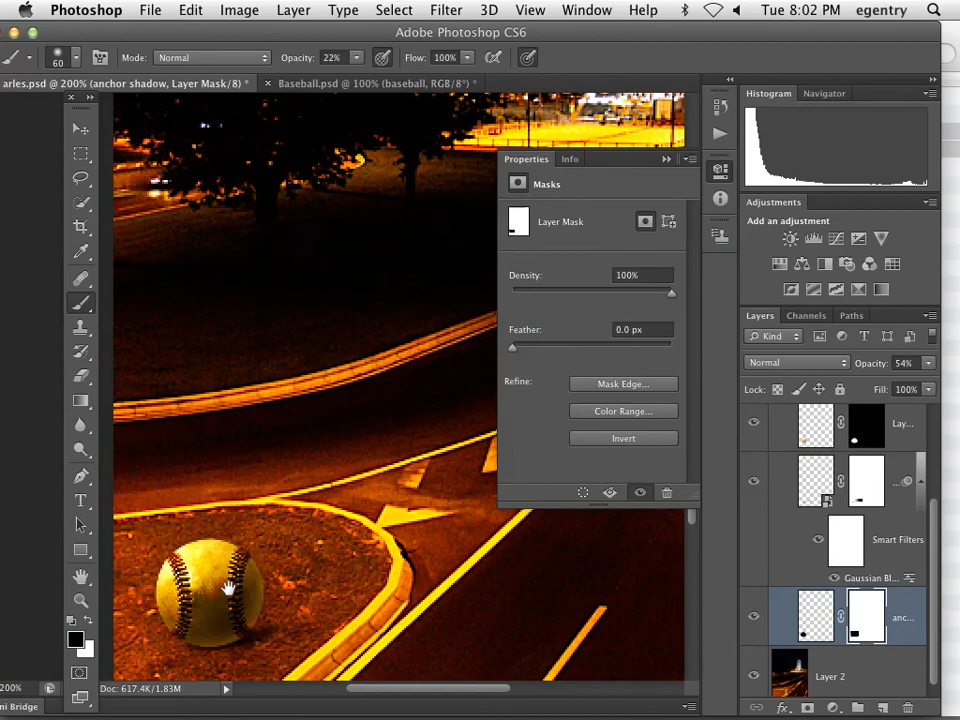 Photoshop File Edit Image Layer Type Select Filter 3D View Window Help Tue 8:02 PM egentry
Adobe Photoshop CS6
60 Mode: Normal Opacity: 22% Flow: 100%
arles.psd @ 200% (anchor shadow, Layer Mask/8) * × Baseball.psd @ 100% (baseball, RGB/8*) *
Histogram Navigator
Properties Info
Masks
Layer Mask
Density: 100%
Feather: 0.0 px
Refine: Mask Edge...
Color Range...
Invert
Adjustments
Add an adjustment
Layers Channels Paths
Kind
Normal Opacity: 54%
Lock: Fill: 100%
Lay...
...
Smart Filters
Gaussian Bl...
anc...
Layer 2
200% Doc: 617.4K/1.83M
ni Bridge